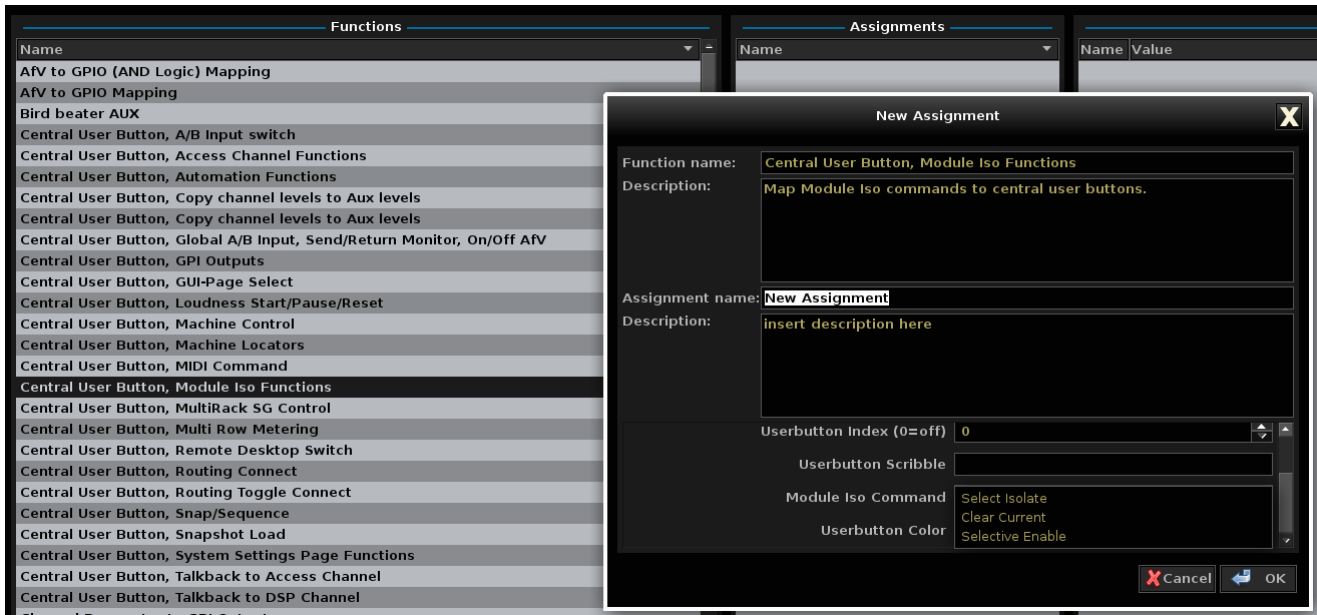 Functions
Assignments
Name
Name
Name Value
AfV to GPIO (AND Logic) Mapping
AfV to GPIO Mapping
Bird beater AUX
Central User Button, A/B Input switch
Central User Button, Access Channel Functions
Central User Button, Automation Functions
Central User Button, Copy channel levels to Aux levels
Central User Button, Copy channel levels to Aux levels
Central User Button, Global A/B Input, Send/Return Monitor, On/Off AfV
Central User Button, GPI Outputs
Central User Button, GUI-Page Select
Central User Button, Loudness Start/Pause/Reset
Central User Button, Machine Control
Central User Button, Machine Locators
Central User Button, MIDI Command
Central User Button, Module Iso Functions
Central User Button, MultiRack SG Control
Central User Button, Multi Row Metering
Central User Button, Remote Desktop Switch
Central User Button, Routing Connect
Central User Button, Routing Toggle Connect
Central User Button, Snap/Sequence
Central User Button, Snapshot Load
Central User Button, System Settings Page Functions
Central User Button, Talkback to Access Channel
Central User Button, Talkback to DSP Channel
New Assignment
X
Function name: Central User Button, Module Iso Functions
Description: Map Module Iso commands to central user buttons.
Assignment name: New Assignment
Description: insert description here
Userbutton Index (0=off) 0
Userbutton Scribble
Module Iso Command Select Isolate
Clear Current
Userbutton Color Selective Enable
Cancel OK